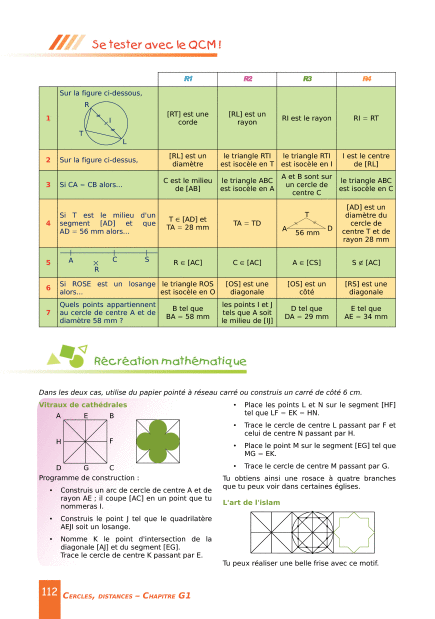 Se tester avec le QCM !
R1 R2 R3 R4
1
Sur la figure ci-dessous,
R
I
T
L
[RT] est une
corde
[RL] est un
rayon
RI est le rayon
RI = RT
2
Sur la figure ci-dessus,
[RL] est un
diamètre
le triangle RTI
est isocèle en T
le triangle RTI
est isocèle en I
I est le centre
de [RL]
3
Si CA = CB alors...
C est le milieu
de [AB]
le triangle ABC
est isocèle en A
A et B sont sur
un cercle de
centre C
le triangle ABC
est isocèle en C
4
Si T est le milieu d'un
segment [AD] et que
AD = 56 mm alors...
T ∈ [AD] et
TA = 28 mm
TA = TD
T
A D
56 mm
[AD] est un
diamètre du
cercle de
centre T et de
rayon 28 mm
5
A C S
R
R ∈ [AC]
C ∈ [AC]
A ∈ [CS]
S ∉ [AC]
6
Si ROSE est un losange
alors...
le triangle ROS
est isocèle en O
[OS] est une
diagonale
[OS] est un
côté
[RS] est une
diagonale
7
Quels points appartiennent
au cercle de centre A et de
diamètre 58 mm ?
B tel que
BA = 58 mm
les points I et J
tels que A soit
le milieu de [IJ]
D tel que
DA = 29 mm
E tel que
AE = 34 mm
Récréation mathématique
Dans les deux cas, utilise du papier pointé à réseau carré ou construis un carré de côté 6 cm.
Vitraux de cathédrales
A E B
H F
D G C
Programme de construction :
• Construis un arc de cercle de centre A et de
rayon AE ; il coupe [AC] en un point que tu
nommeras I.
• Construis le point J tel que le quadrilatère
AEJI soit un losange.
• Nomme K le point d'intersection de la
diagonale [AJ] et du segment [EG].
Trace le cercle de centre K passant par E.
• Place les points L et N sur le segment [HF]
tel que LF = EK = HN.
• Trace le cercle de centre L passant par F et
celui de centre N passant par H.
• Place le point M sur le segment [EG] tel que
MG = EK.
• Trace le cercle de centre M passant par G.
Tu obtiens ainsi une rosace à quatre branches
que tu peux voir dans certaines églises.
L'art de l'Islam
Tu peux réaliser une belle frise avec ce motif.
112 Cercles, distances – Chapitre G1